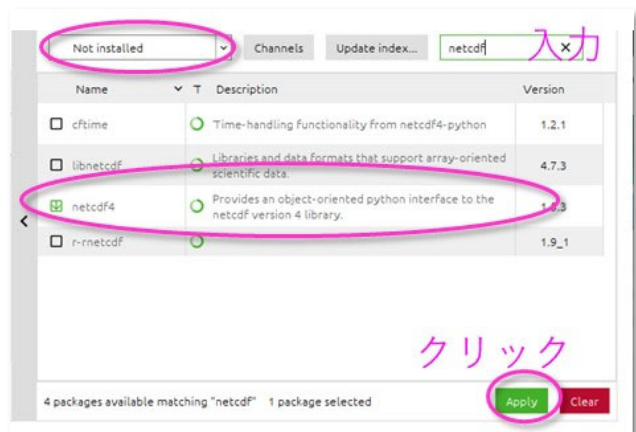 Not installed Channels Update index... netcdf 入力 ×
Name T Description Version
cftime Time-handling functionality from netcdf4-python 1.2.1
libnetcdf Libraries and data formats that support array-oriented scientific data. 4.7.3
netcdf4 Provides an object-oriented python interface to the netcdf version 4 library.
r-rnetcdf 1.9_1
クリック
4 packages available matching "netcdf" 1 package selected Apply Clear